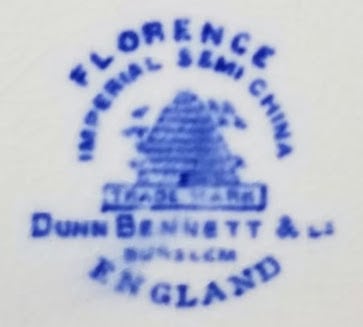 FLORENCE
IMPERIAL SEMI CHINA
TRADE MARK
DUNN BENNETT & Co
BURSLEM
ENGLAND